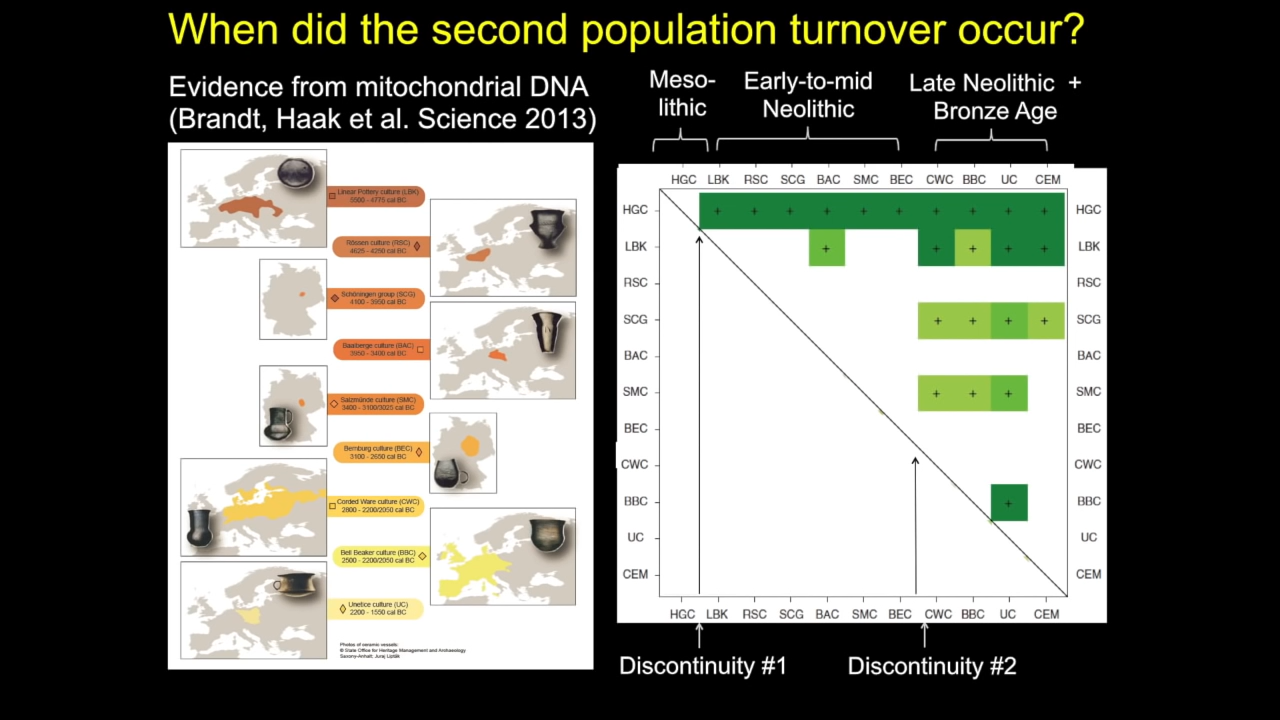 When did the second population turnover occur?
Evidence from mitochondrial DNA
(Brandt, Haak et al. Science 2013)
Linear Pottery culture (LBK)
5500 - 4775 cal BC
Rössen culture (RSC)
4625 - 4250 cal BC
Schöningen group (SCG)
4100 - 3950 cal BC
Baalberge culture (BAC)
3950 - 3400 cal BC
Salzmünde culture (SMC)
3400 - 3100/3025 cal BC
Bernburg culture (BEC)
3100 - 2650 cal BC
Corded Ware culture (CWC)
2800 - 2200/2050 cal BC
Bell Beaker culture (BBC)
2500 - 2200/2050 cal BC
Unetice culture (UC)
2200 - 1550 cal BC
Photos of ceramic vessels:
© State Office for Heritage Management and Archaeology
Saxony-Anhalt. Juraj Lipták
Meso-
lithic
Early-to-mid
Neolithic
Late Neolithic +
Bronze Age
HGC LBK RSC SCG BAC SMC BEC CWC BBC UC CEM
HGC + + + + + + + + + + HGC
LBK + + + + + LBK
RSC RSC
SCG + + + + SCG
BAC BAC
SMC + + + SMC
BEC BEC
CWC CWC
BBC + BBC
UC UC
CEM CEM
HGC LBK RSC SCG BAC SMC BEC CWC BBC UC CEM
Discontinuity #1 Discontinuity #2